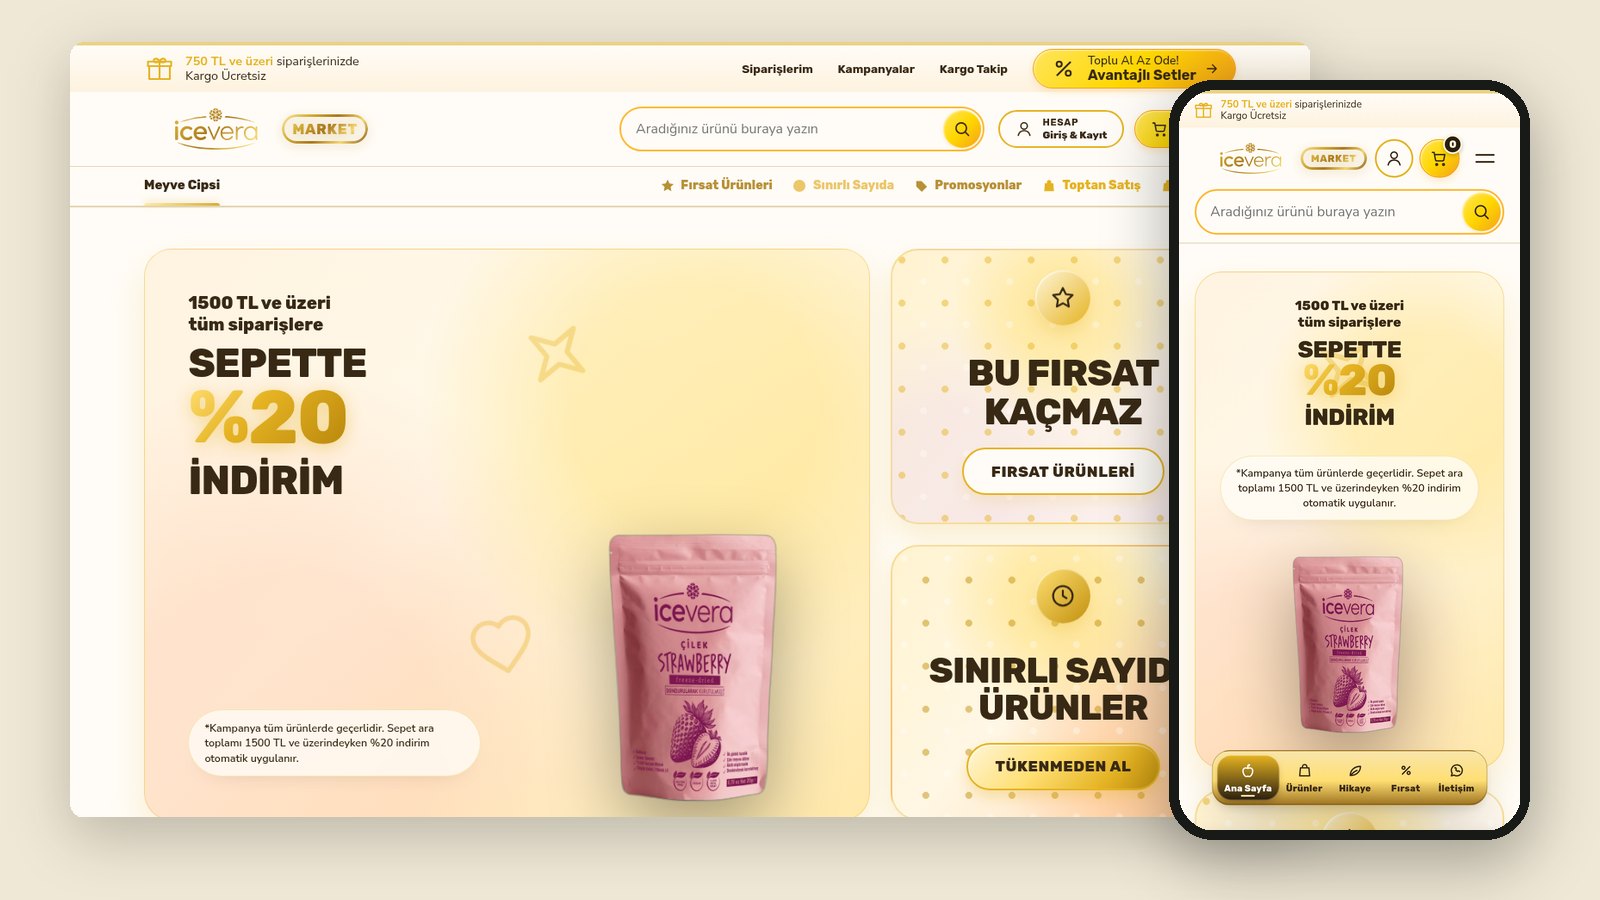 750 TL ve üzeri siparişlerinizde
Kargo Ücretsiz
Siparişlerim
Kampanyalar
Kargo Takip
Toplu Al Az Öde!
Avantajlı Setler
icevera
MARKET
Aradığınız ürünü buraya yazın
HESAP
Giriş & Kayıt
Meyve Cipsi
Fırsat Ürünleri
Sınırlı Sayıda
Promosyonlar
Toptan Satış
1500 TL ve üzeri
tüm siparişlere
SEPETTE
%20
İNDİRİM
*Kampanya tüm ürünlerde geçerlidir. Sepet ara
toplamı 1500 TL ve üzerindeyken %20 indirim
otomatik uygulanır.
icevera
ÇİLEK
STRAWBERRY
freeze-dried
DONDURULARAK KURUTULMUŞ
BU FIRSAT
KAÇMAZ
FIRSAT ÜRÜNLERİ
SINIRLI SAYID
ÜRÜNLER
TÜKENMEDEN AL
750 TL ve üzeri siparişlerinizde
Kargo Ücretsiz
icevera
MARKET
0
Aradığınız ürünü buraya yazın
1500 TL ve üzeri
tüm siparişlere
SEPETTE
%20
İNDİRİM
*Kampanya tüm ürünlerde geçerlidir. Sepet ara
toplamı 1500 TL ve üzerindeyken %20 indirim
otomatik uygulanır.
icevera
ÇİLEK
STRAWBERRY
freeze-dried
Ana Sayfa
Ürünler
Hikaye
Fırsat
İletişim